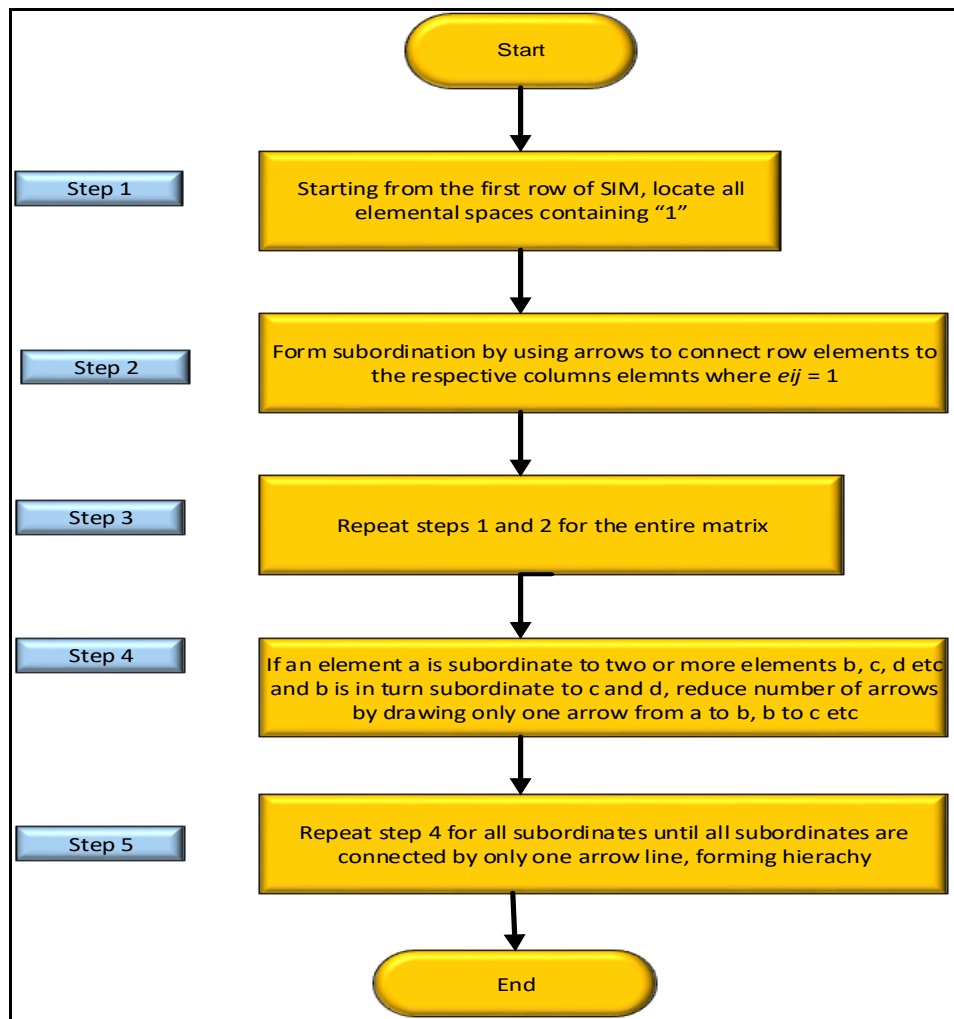 Start
Step 1
Starting from the first row of SIM, locate all
elemental spaces containing “1”
Step 2
Form subordination by using arrows to connect row elements to
the respective columns elemnts where eij = 1
Step 3
Repeat steps 1 and 2 for the entire matrix
Step 4
If an element a is subordinate to two or more elements b, c, d etc
and b is in turn subordinate to c and d, reduce number of arrows
by drawing only one arrow from a to b, b to c etc
Step 5
Repeat step 4 for all subordinates until all subordinates are
connected by only one arrow line, forming hierachy
End